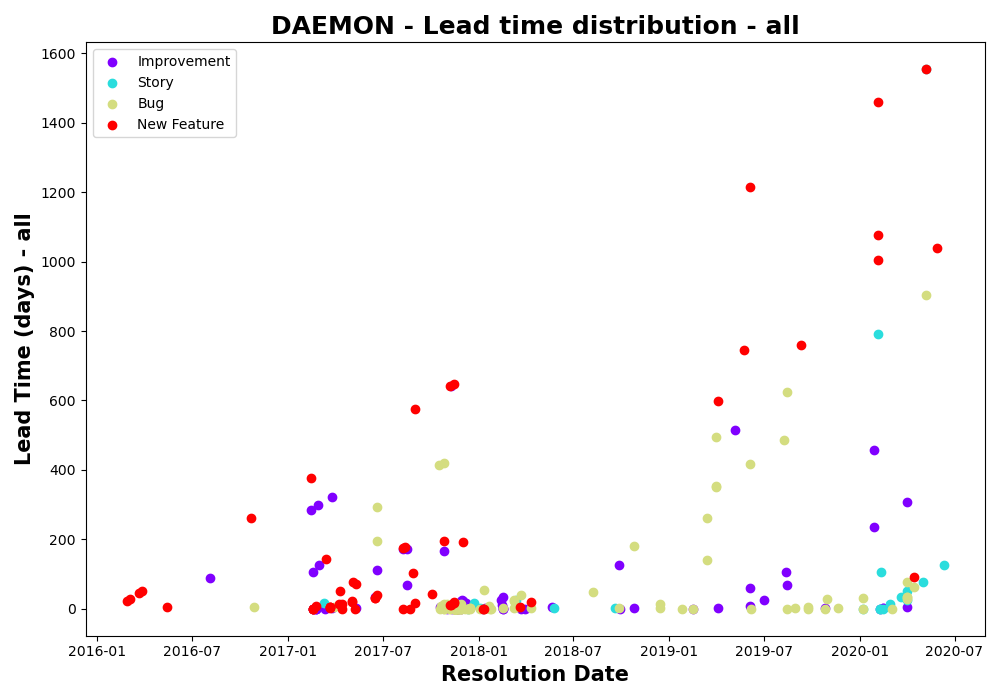 DAEMON - Lead time distribution - all
Improvement
Story
Bug
New Feature
Lead Time (days) - all
1600
1400
1200
1000
800
600
400
200
0
2016-01 2016-07 2017-01 2017-07 2018-01 2018-07 2019-01 2019-07 2020-01 2020-07
Resolution Date